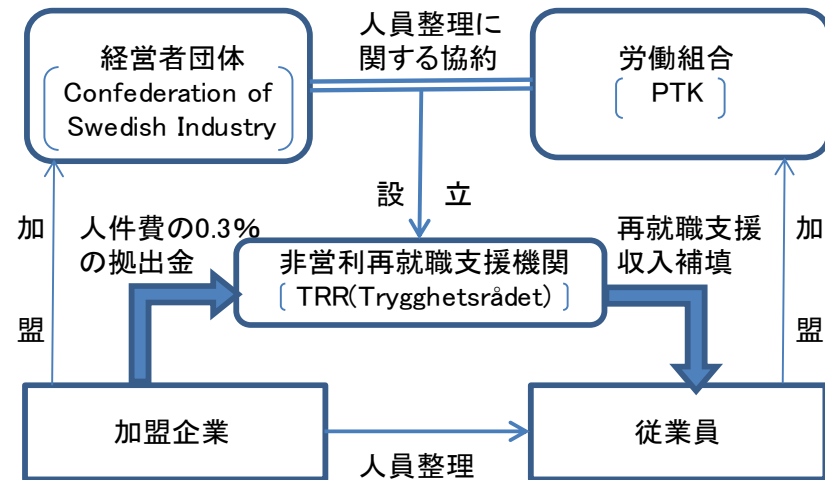 経営者団体
Confederation of
Swedish Industry
人員整理に
関する協約
労働組合
PTK
設 立
加 盟
人件費の0.3%
の拠出金
非営利再就職支援機関
TRR(Trygghetsrådet)
再就職支援
収入補填
加 盟
加盟企業
人員整理
従業員